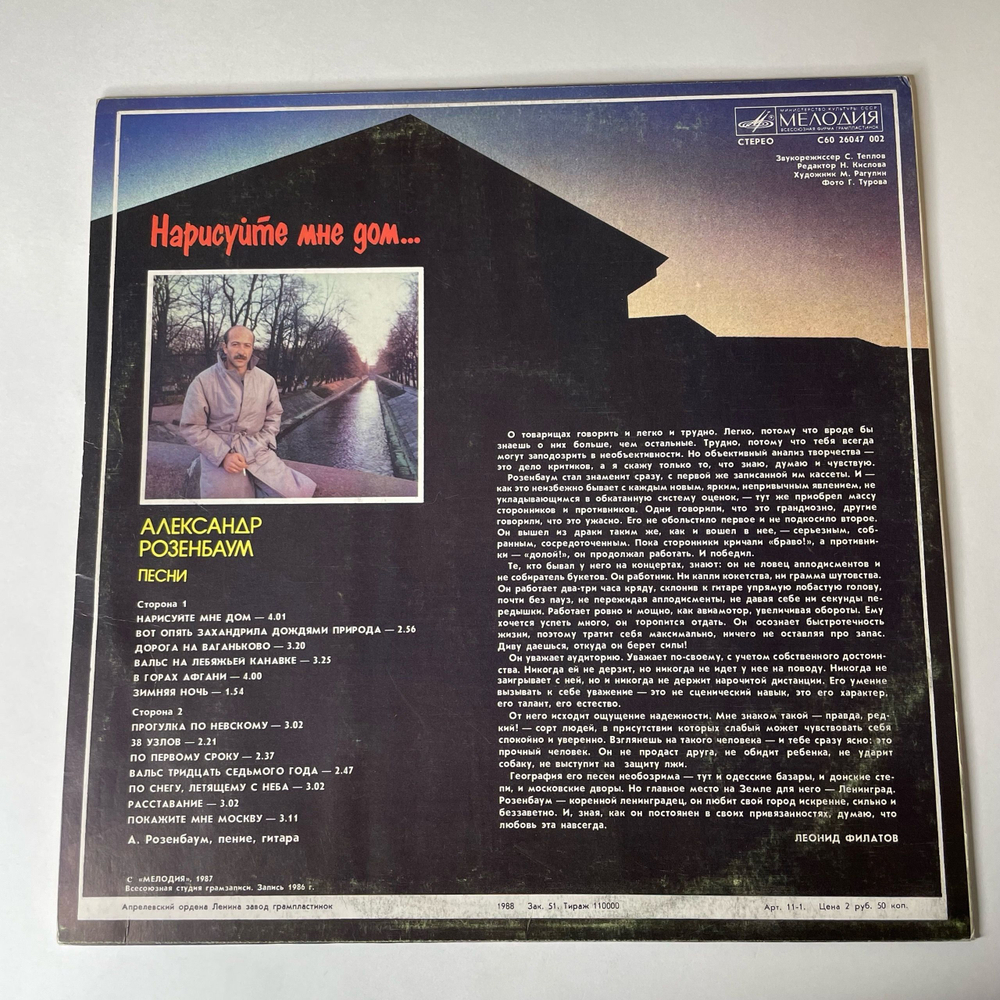 МИНИСТЕРСТВО КУЛЬТУРЫ СССР
МЕЛОДИЯ
ВСЕСОЮЗНАЯ ФИРМА ГРАМПЛАСТИНОК
СТЕРЕО С60 26047 002
Звукорежиссер С. Теплов
Редактор Н. Кислова
Художник М. Рагулин
Фото Г. Турова
Нарисуйте мне дом...
АЛЕКСАНДР
РОЗЕНБАУМ
ПЕСНИ
Сторона 1
НАРИСУЙТЕ МНЕ ДОМ — 4.01
ВОТ ОПЯТЬ ЗАХАНДРИЛА ДОЖДЯМИ ПРИРОДА — 2.56
ДОРОГА НА ВАГАНЬКОВО — 3.20
ВАЛЬС НА ЛЕБЯЖЬЕЙ КАНАВКЕ — 3.25
В ГОРАХ АФГАНИ — 4.00
ЗИМНЯЯ НОЧЬ — 1.54
Сторона 2
ПРОГУЛКА ПО НЕВСКОМУ — 3.02
38 УЗЛОВ — 2.21
ПО ПЕРВОМУ СРОКУ — 2.37
ВАЛЬС ТРИДЦАТЬ СЕДЬМОГО ГОДА — 2.47
ПО СНЕГУ, ЛЕТЯЩЕМУ С НЕБА — 3.02
РАССТАВАНИЕ — 3.02
ПОКАЖИТЕ МНЕ МОСКВУ — 3.11
А. Розенбаум, пение, гитара
О товарищах говорить и легко и трудно. Легко, потому что вроде бы
знаешь о них больше, чем остальные. Трудно, потому что тебя всегда
могут заподозрить в необъективности. Но объективный анализ творчества —
это дело критиков, а я скажу только то, что знаю, думаю и чувствую.
Розенбаум стал знаменит сразу, с первой же записанной им кассеты. И —
как это неизбежно бывает с каждым новым, ярким, непривычным явлением, не
укладывающимся в обкатанную систему оценок, — тут же приобрел массу
сторонников и противников. Одни говорили, что это грандиозно, другие
говорили, что это ужасно. Его не обольстило первое и не подкосило второе.
Он вышел из драки таким же, как и вошел в нее, — серьезным, соб-
ранным, сосредоточенным. Пока сторонники кричали «браво!», а противни-
ки — «долой!», он продолжал работать. И победил.
Те, кто бывал у него на концертах, знают: он не ловец аплодисментов и
не собиратель букетов. Он работник. Ни капли кокетства, ни грамма шутовства.
Он работает два-три часа кряду, склонив к гитаре упрямую лобастую голову,
почти без пауз, не пережидая апплодисменты, не давая себе ни секунды пе-
редышки. Работает ровно и мощно, как авиамотор, увеличивая обороты. Ему
хочется успеть много, он торопится отдать. Он осознает быстротечность
жизни, поэтому тратит себя максимально, ничего не оставляя про запас.
Диву даешься, откуда он берет силы!
Он уважает аудиторию. Уважает по-своему, с учетом собственного достоин-
ства. Никогда ей не дерзит, но никогда не идет у нее на поводу. Никогда не
заигрывает с ней, но и никогда не держит нарочитой дистанции. Его умение
вызывать к себе уважение — это не сценический навык, это его характер,
его талант, его естество.
От него исходит ощущение надежности. Мне знаком такой — правда, ред-
кий! — сорт людей, в присутствии которых слабый может чувствовать себя
спокойно и уверенно. Взглянешь на такого человека — и тебе сразу ясно: это
прочный человек. Он не продаст друга, не обидит ребенка, не ударит
собаку, не выступит на защиту лжи.
География его песен необозрима — тут и одесские базары, и донские сте-
пи, и московские дворы. Но главное место на Земле для него — Ленинград.
Розенбаум — коренной ленинградец, он любит свой город искренне, сильно и
беззаветно. И, зная, как он постоянен в своих привязанностях, думаю, что
любовь эта навсегда.
ЛЕОНИД ФИЛАТОВ
© «МЕЛОДИЯ», 1987
Всесоюзная студия грамзаписи. Запись 1986 г.
Апрелевский ордена Ленина завод грампластинок 1988 Зак. 51. Тираж 110000 Арт. 11-1. Цена 2 руб. 50 коп.